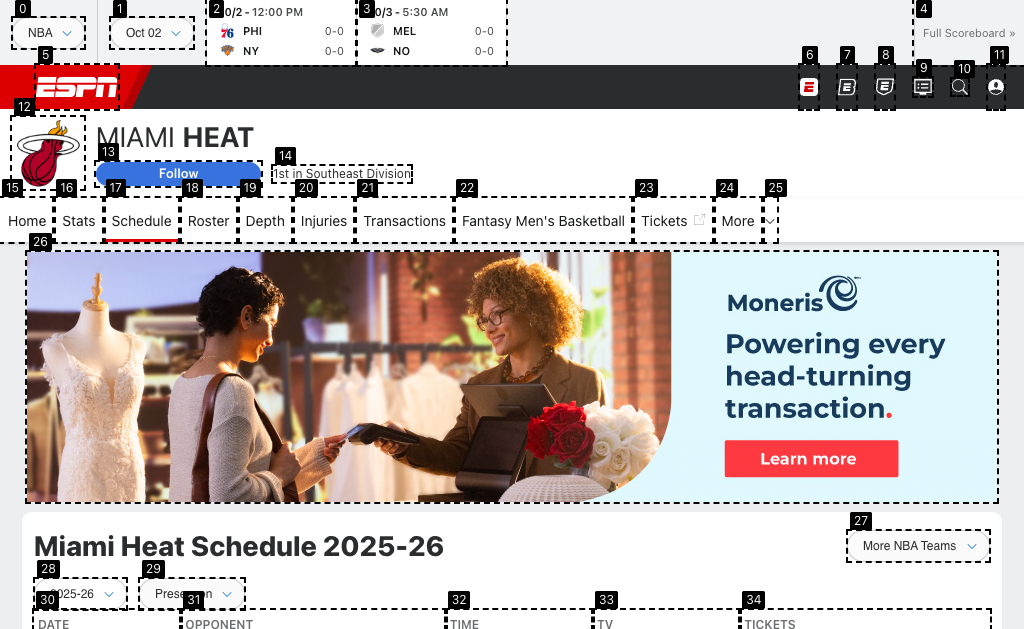 0
NBA
1
Oct 02
2
0/2 - 12:00 PM
PHI 0-0
NY 0-0
3
0/3 - 5:30 AM
MEL 0-0
NO 0-0
4
Full Scoreboard »
5
ESPN
6
7
8
9
10
11
12
MIAMI HEAT
13
Follow
14
1st in Southeast Division
15
Home
16
Stats
17
Schedule
18
Roster
19
Depth
20
Injuries
21
Transactions
22
Fantasy Men's Basketball
23
Tickets
24
More
25
26
Moneris
Powering every
head-turning
transaction.
Learn more
Miami Heat Schedule 2025-26
27
More NBA Teams
28
2025-26
29
30
DATE
31
OPPONENT
32
TIME
33
TV
34
TICKETS